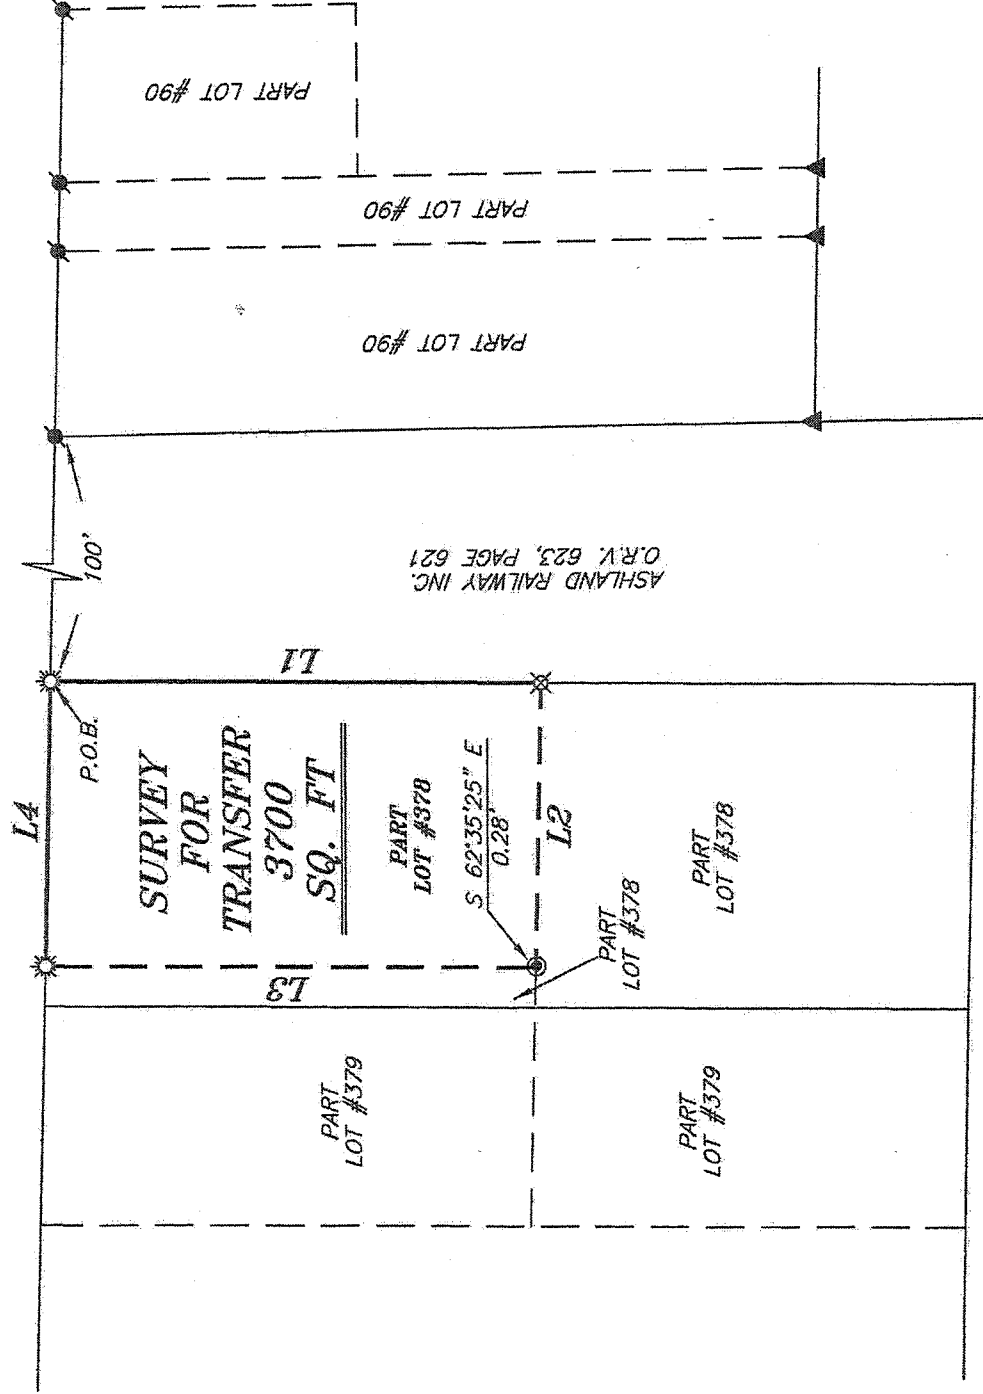 PART LOT #90
PART LOT #90
PART LOT #90
100'
ASHLAND RAILWAY INC.
O.R.V. 623, PAGE 621
P.O.B.
L1
L4
SURVEY
FOR
TRANSFER
3700
SQ. FT
PART
LOT #378
S 62°35'25" E
0.28'
L2
L3
PART
LOT #378
PART
LOT #378
PART
LOT #379
PART
LOT #379